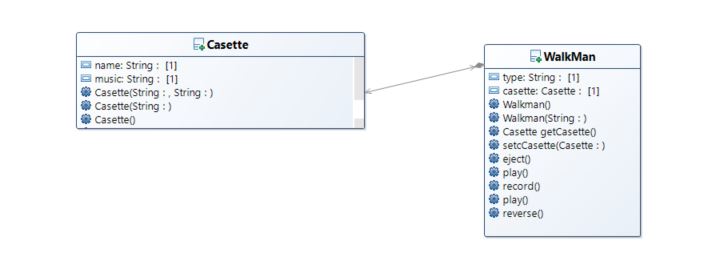 Casette
name: String : [1]
music: String : [1]
Casette(String : , String : )
Casette(String : )
Casette()
WalkMan
type: String : [1]
casette: Casette : [1]
Walkman()
Walkman(String : )
Casette getCasette()
setcCasette(Casette : )
eject()
play()
record()
play()
reverse()